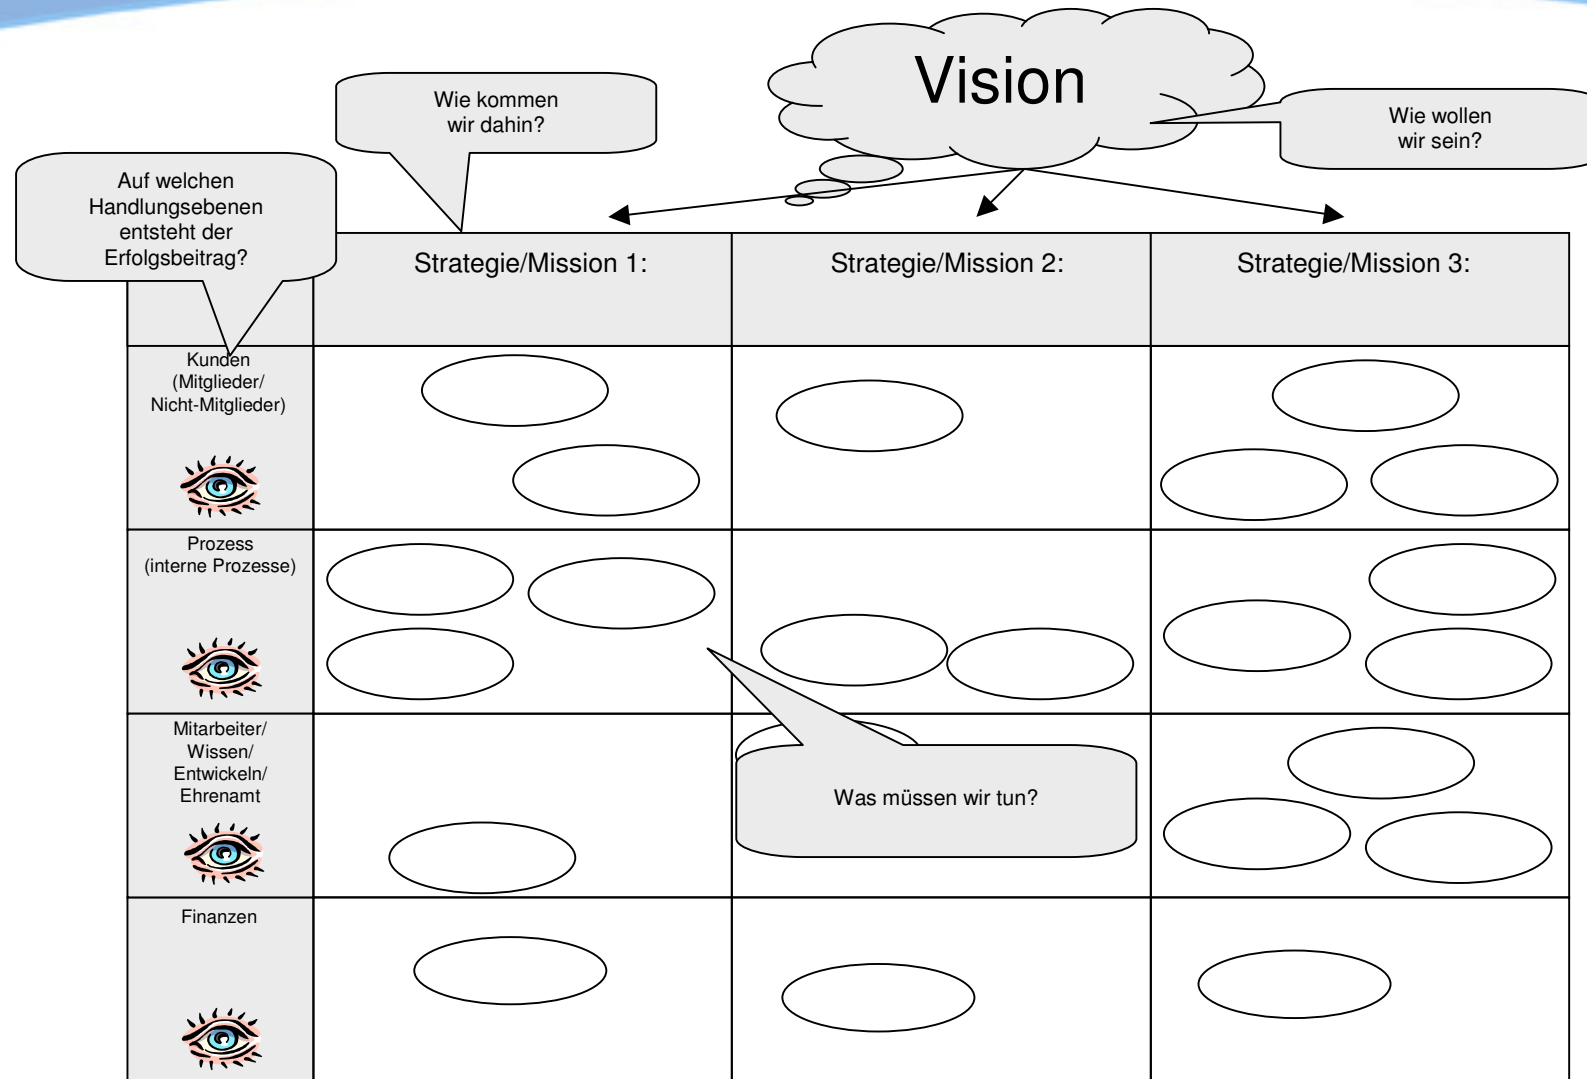 Vision
Wie kommen
wir dahin?
Wie wollen
wir sein?
Auf welchen
Handlungsebenen
entsteht der
Erfolgsbeitrag?
Strategie/Mission 1:
Strategie/Mission 2:
Strategie/Mission 3:
Kunden
(Mitglieder/
Nicht-Mitglieder)
Prozess
(interne Prozesse)
Mitarbeiter/
Wissen/
Entwickeln/
Ehrenamt
Was müssen wir tun?
Finanzen